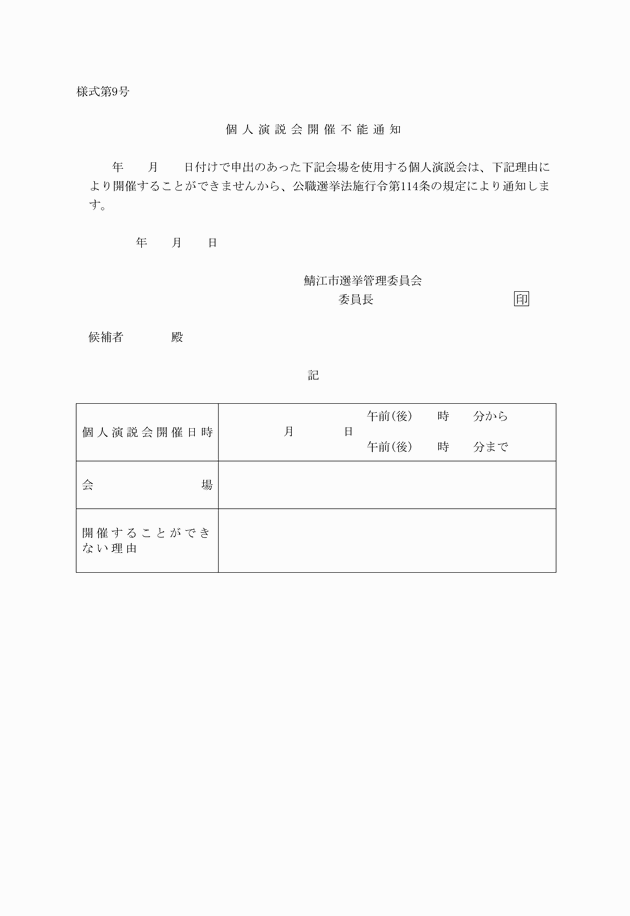 様式第9号
個人演説会開催不能通知
年　　月　　日付けで申出のあった下記会場を使用する個人演説会は、下記理由に
より開催することができませんから、公職選挙法施行令第114条の規定により通知しま
す。
年　　月　　日
鯖江市選挙管理委員会
委員長　　　　　　　　　　　　印
候補者　　　　殿
記
個人演説会開催日時
月　　　　日
午前(後)　　時　　分から
午前(後)　　時　　分まで
会　　　　　　　　　場
開催することができ
ない理由